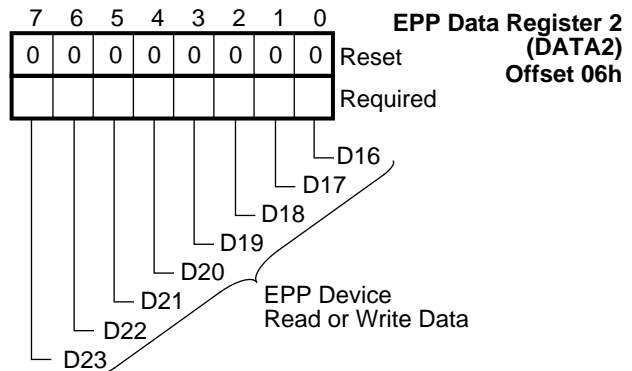 7 6 5 4 3 2 1 0
EPP Data Register 2
(DATA2)
Offset 06h
0 0 0 0 0 0 0 0 Reset
Required
D16
D17
D18
D19
D20
D21
D22
D23
EPP Device
Read or Write Data